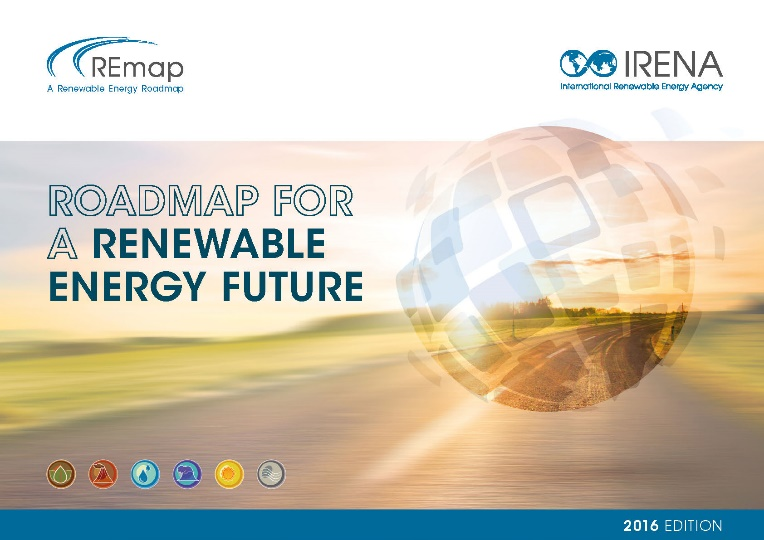 REmap
A Renewable Energy Roadmap
IRENA
International Renewable Energy Agency
ROADMAP FOR
A RENEWABLE
ENERGY FUTURE
2016 EDITION